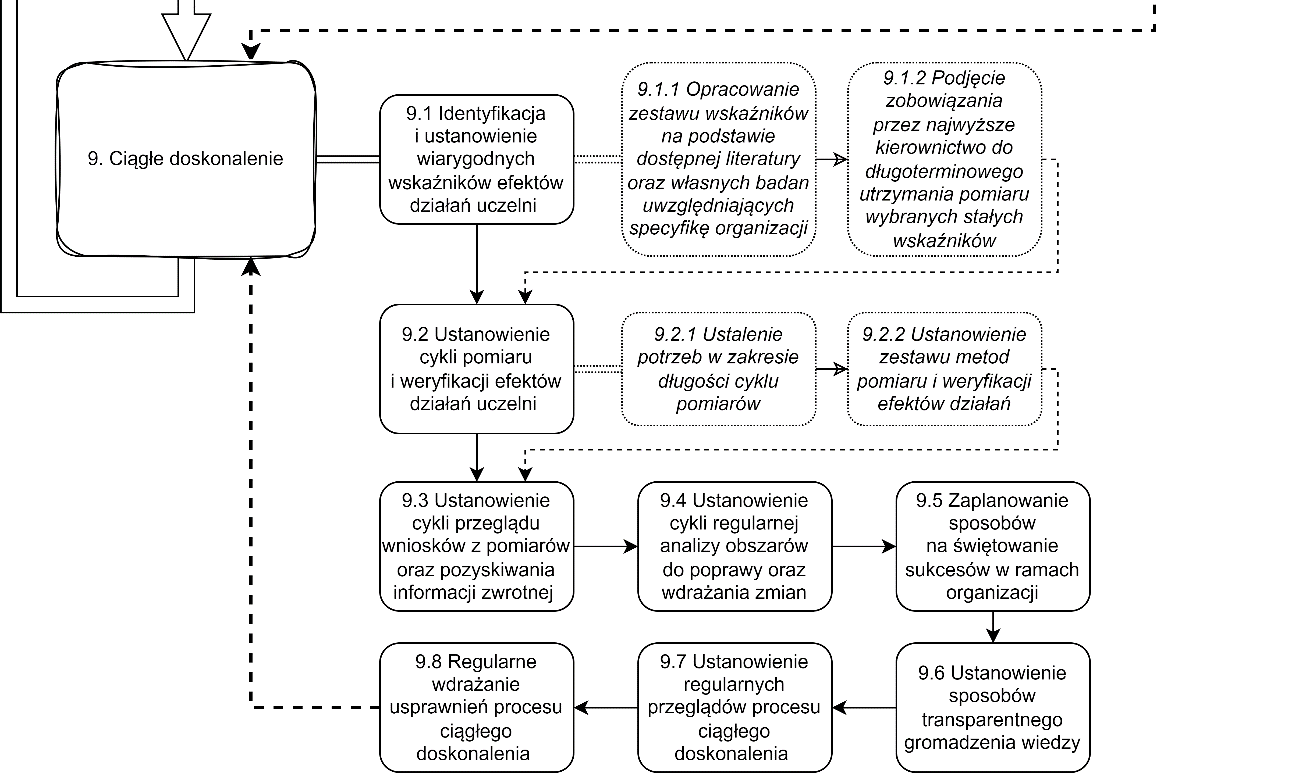 9. Ciągłe doskonalenie
9.1 Identyfikacja
i ustanowienie
wiarygodnych
wskaźników efektów
działań uczelni
9.1.1 Opracowanie
zestawu wskaźników
na podstawie
dostępnej literatury
oraz własnych badan
uwzględniających
specyfikę organizacji
9.1.2 Podjęcie
zobowiązania
przez najwyższe
kierownictwo do
długoterminowego
utrzymania pomiaru
wybranych stałych
wskaźników
9.2 Ustanowienie
cykli pomiaru
i weryfikacji efektów
działań uczelni
9.2.1 Ustalenie
potrzeb w zakresie
długości cyklu
pomiarów
9.2.2 Ustanowienie
zestawu metod
pomiaru i weryfikacji
efektów działań
9.3 Ustanowienie
cykli przeglądu
wniosków z pomiarów
oraz pozyskiwania
informacji zwrotnej
9.4 Ustanowienie
cykli regularnej
analizy obszarów
do poprawy oraz
wdrażania zmian
9.5 Zaplanowanie
sposobów
na świętowanie
sukcesów w ramach
organizacji
9.6 Ustanowienie
sposobów
transparentnego
gromadzenia wiedzy
9.7 Ustanowienie
regularnych
przeglądów procesu
ciągłego
doskonalenia
9.8 Regularne
wdrażanie
usprawnień procesu
ciągłego
doskonalenia